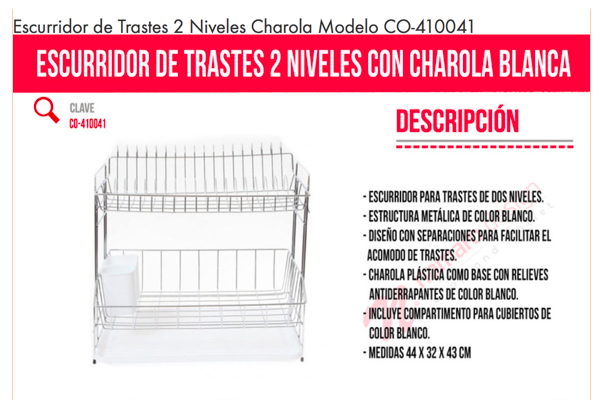 Escurridor de Trastes 2 Niveles Charola Modelo CO-410041
ESCURRIDOR DE TRASTES 2 NIVELES CON CHAROLA BLANCA
CLAVE
CO-410041
DESCRIPCIÓN
- ESCURRIDOR PARA TRASTES DE DOS NIVELES.
- ESTRUCTURA METÁLICA DE COLOR BLANCO.
- DISEÑO CON SEPARACIONES PARA FACILITAR EL
ACOMODO DE TRASTES.
- CHAROLA PLÁSTICA COMO BASE CON RELIEVES
ANTIDERRAPANTES DE COLOR BLANCO.
- INCLUYE COMPARTIMENTO PARA CUBIERTOS DE
COLOR BLANCO.
- MEDIDAS 44 X 32 X 43 CM